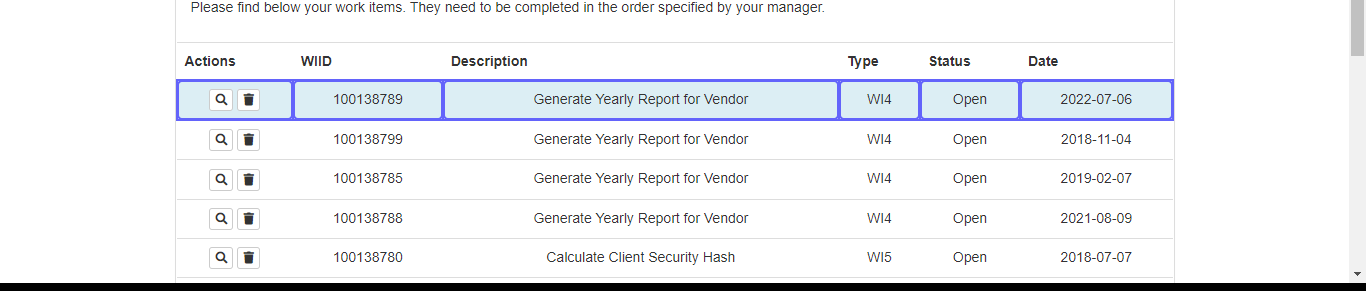 Please find below your work items. They need to be completed in the order specified by your manager.
Actions WIID Description Type Status Date
100138789 Generate Yearly Report for Vendor WI4 Open 2022-07-06
100138799 Generate Yearly Report for Vendor WI4 Open 2018-11-04
100138785 Generate Yearly Report for Vendor WI4 Open 2019-02-07
100138788 Generate Yearly Report for Vendor WI4 Open 2021-08-09
100138780 Calculate Client Security Hash WI5 Open 2018-07-07